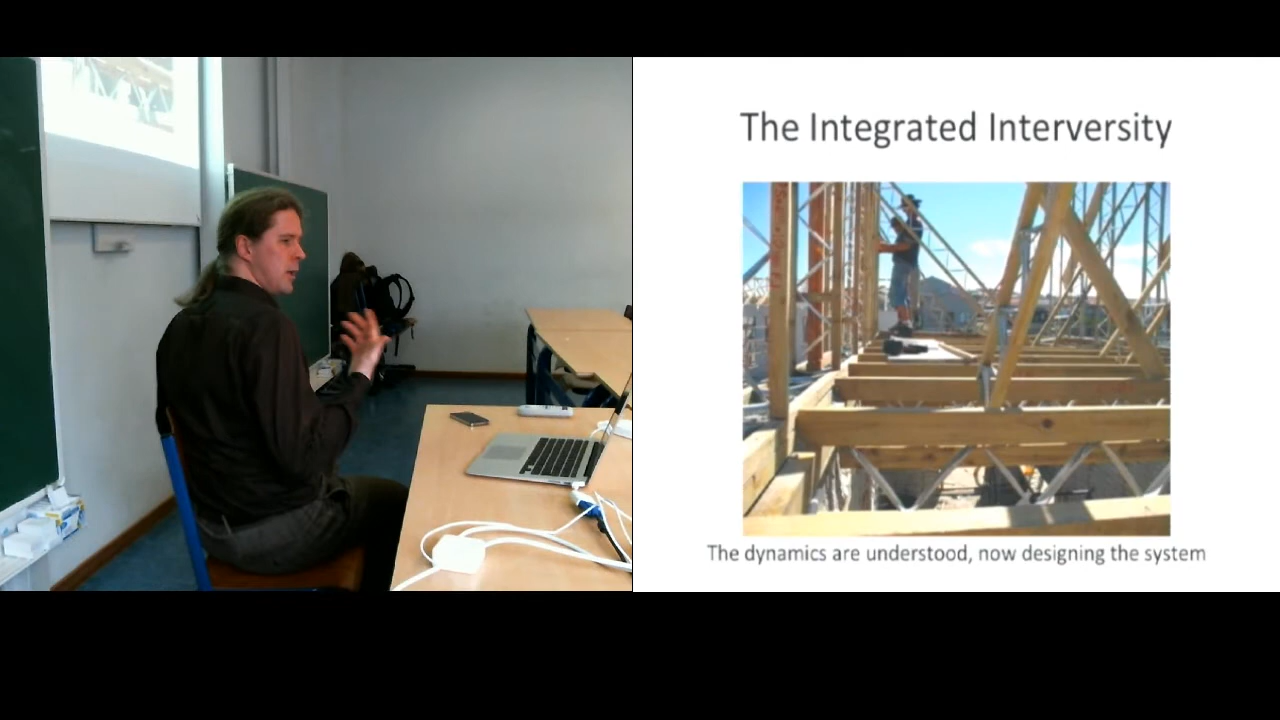 The Integrated Interversity
The dynamics are understood, now designing the system